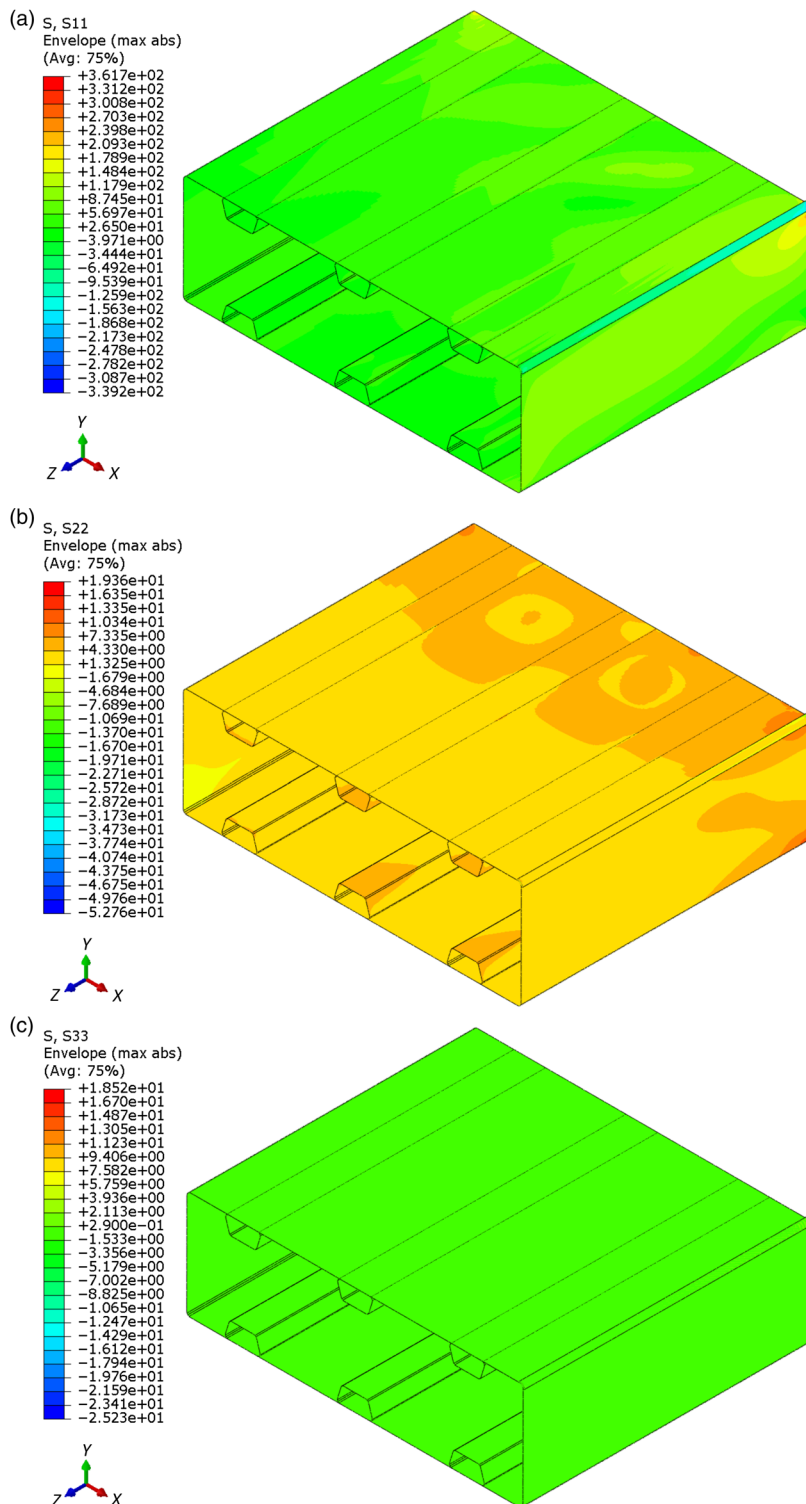 (a)
S, S11
Envelope (max abs)
(Avg: 75%)
+3.617e+02
+3.312e+02
+3.008e+02
+2.703e+02
+2.398e+02
+2.093e+02
+1.789e+02
+1.484e+02
+1.179e+02
+8.745e+01
+5.697e+01
+2.650e+01
−3.971e+00
−3.444e+01
−6.492e+01
−9.539e+01
−1.259e+02
−1.563e+02
−1.868e+02
−2.173e+02
−2.478e+02
−2.782e+02
−3.087e+02
−3.392e+02
Y
Z
X
(b)
S, S22
Envelope (max abs)
(Avg: 75%)
+1.936e+01
+1.635e+01
+1.335e+01
+1.034e+01
+7.335e+00
+4.330e+00
+1.325e+00
−1.679e+00
−4.684e+00
−7.689e+00
−1.069e+01
−1.370e+01
−1.670e+01
−1.971e+01
−2.271e+01
−2.572e+01
−2.872e+01
−3.173e+01
−3.473e+01
−3.774e+01
−4.074e+01
−4.375e+01
−4.675e+01
−4.976e+01
−5.276e+01
Y
Z
X
(c)
S, S33
Envelope (max abs)
(Avg: 75%)
+1.852e+01
+1.670e+01
+1.487e+01
+1.305e+01
+1.123e+01
+9.406e+00
+7.582e+00
+5.759e+00
+3.936e+00
+2.113e+00
+2.900e−01
−1.533e+00
−3.356e+00
−5.179e+00
−7.002e+00
−8.825e+00
−1.065e+01
−1.247e+01
−1.429e+01
−1.612e+01
−1.794e+01
−1.976e+01
−2.159e+01
−2.341e+01
−2.523e+01
Y
Z
X